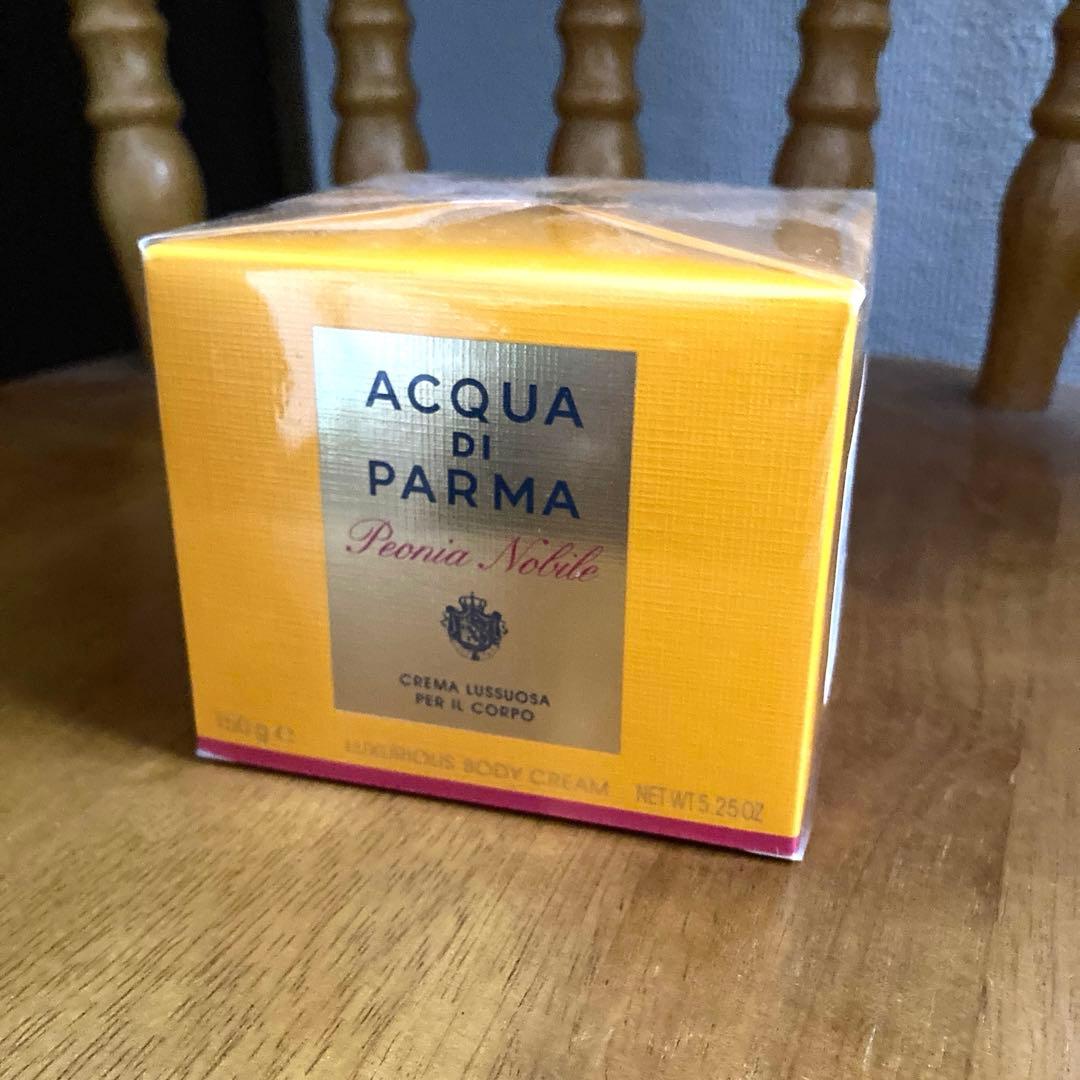 ACQUA
DI
PARMA
Peonia Nobile
CREMA LUSSUOSA
PER IL CORPO
150 g e
LUXURIOUS BODY CREAM
NET WT 5.25 OZ